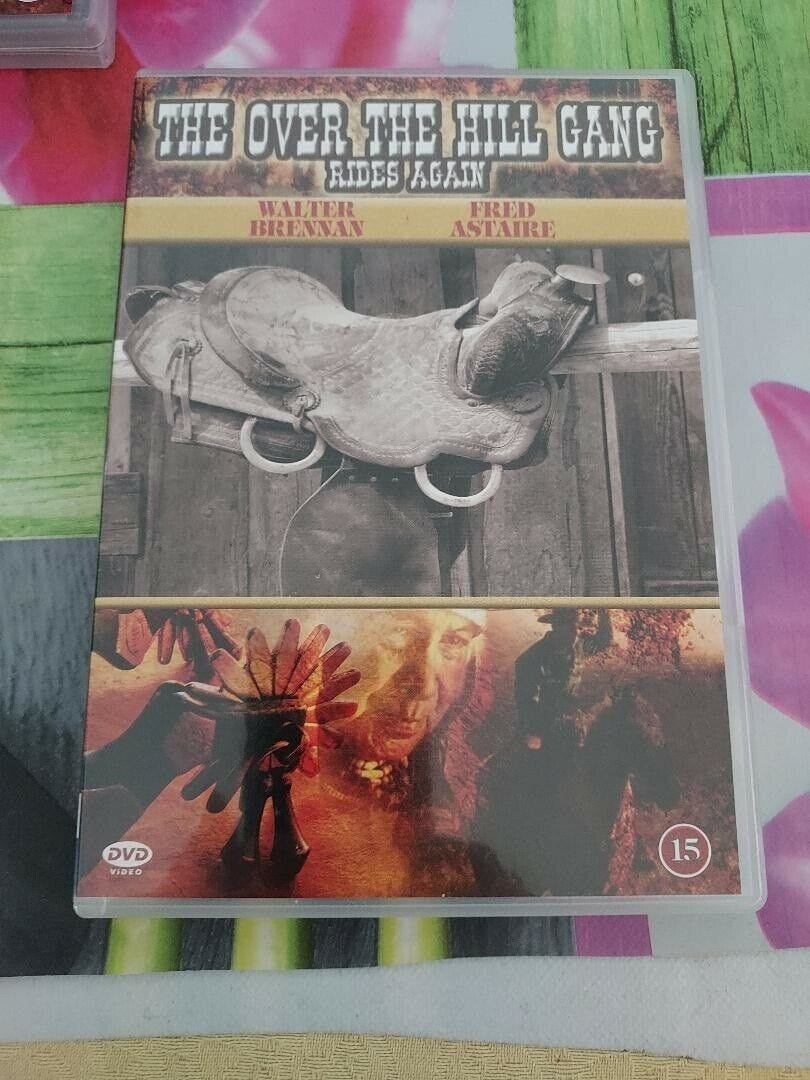 THE OVER THE HILL GANG
RIDES AGAIN
WALTER BRENNAN
FRED ASTAIRE
DVD
VIDEO
15